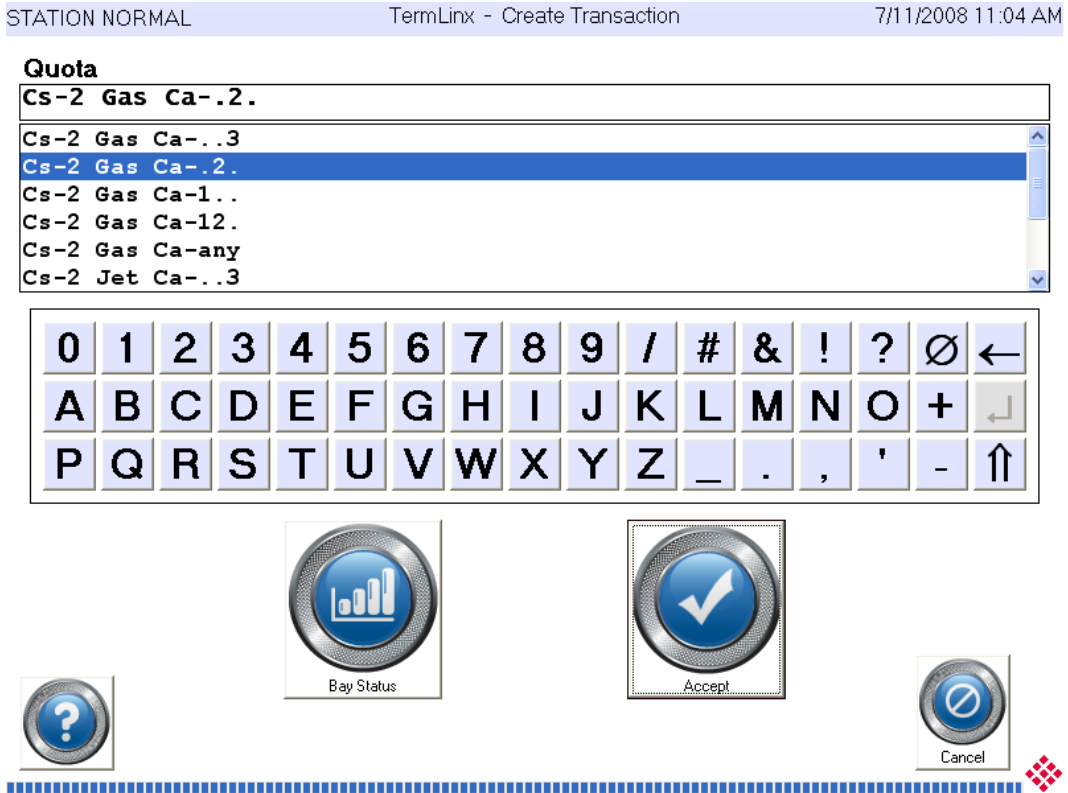 STATION NORMAL TermLinx - Create Transaction 7/11/2008 11:04 AM
Quota
Cs-2 Gas Ca-.2.
Cs-2 Gas Ca-..3
Cs-2 Gas Ca-.2.
Cs-2 Gas Ca-1..
Cs-2 Gas Ca-12.
Cs-2 Gas Ca-any
Cs-2 Jet Ca-..3
0 1 2 3 4 5 6 7 8 9 / # & ! ? Ø ←
A B C D E F G H I J K L M N O + ↵
P Q R S T U V W X Y Z _ . , ' - ⇑
Bay Status Accept
?
Cancel